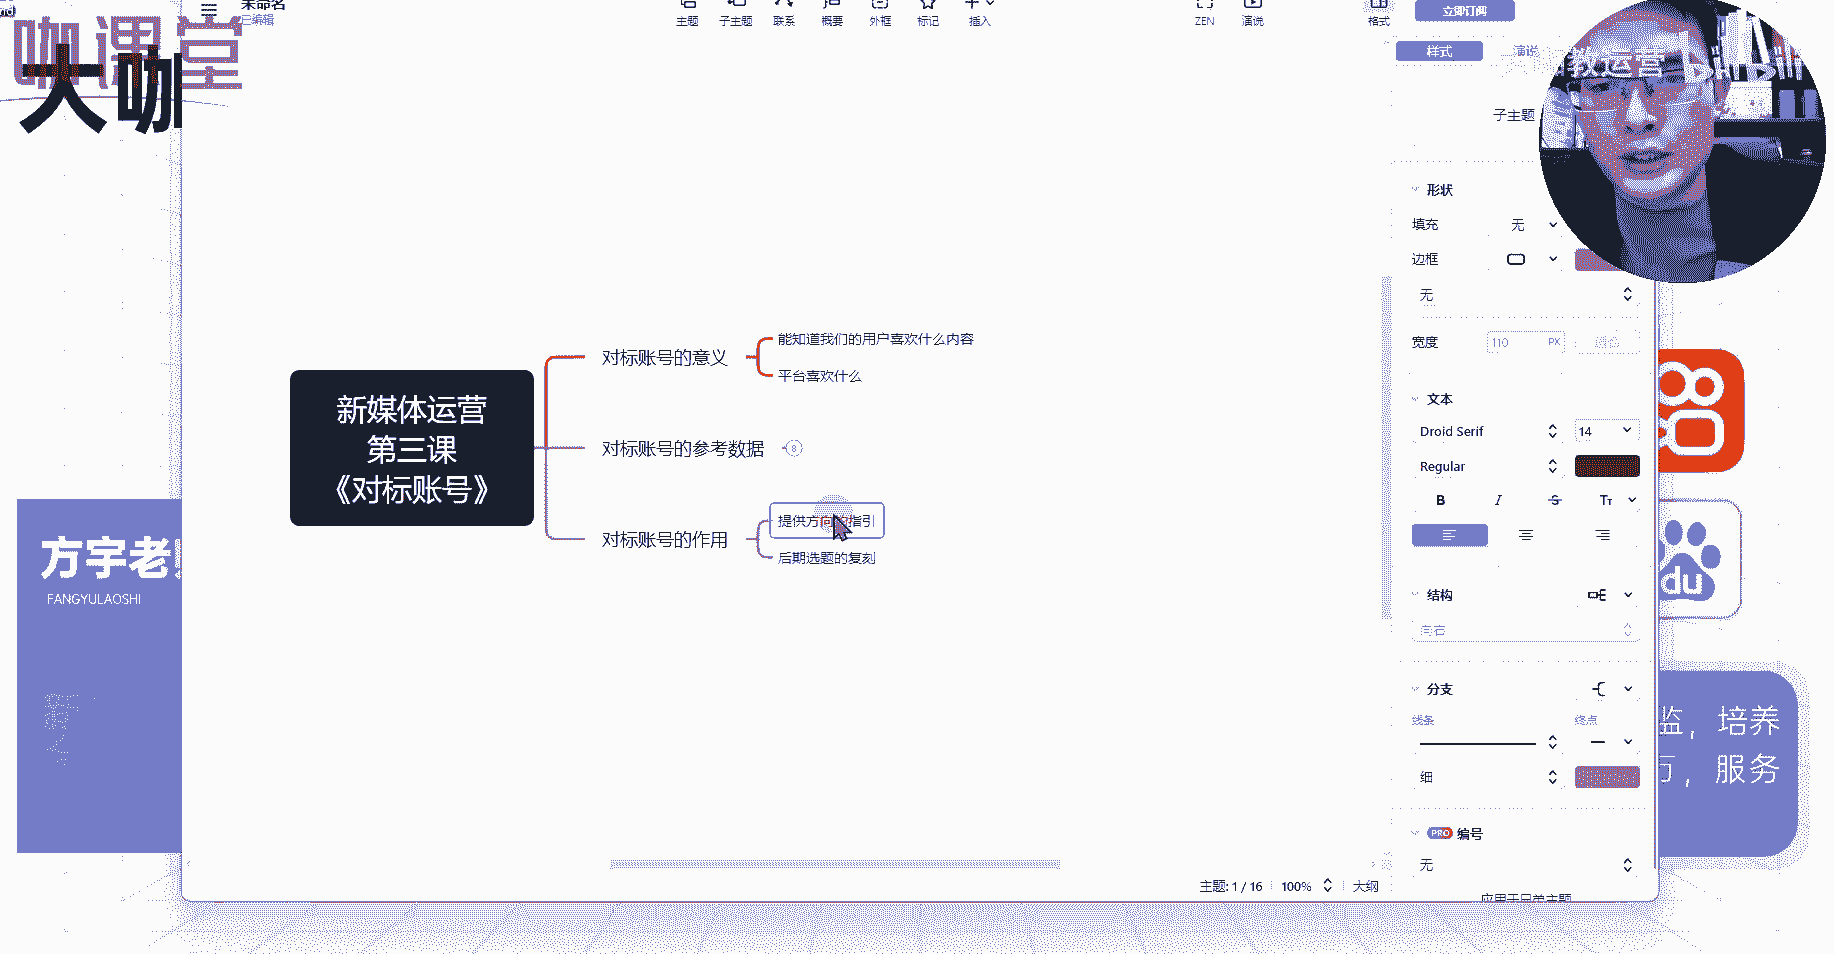 未命名
已编辑
主题
子主题
联系
概要
外框
标记
插入
ZEN
演说
格式
立即订阅
咖课堂
大咖
样式
演说
教运营
子主题
形状
填充
无
边框
无
宽度
110
PX
文本
Droid Serif
14
Regular
B
I
S
TT
结构
向右
分支
线条
终点
细
PRO
编号
无
新媒体运营
第三课
《对标账号》
对标账号的意义
能知道我们的用户喜欢什么内容
平台喜欢什么
对标账号的参考数据
8
对标账号的作用
提供方向的指引
后期选题的复刻
方宇老
FANGYULAOSHI
du
监，培养
万，服务
主题: 1 / 16
100%
大纲